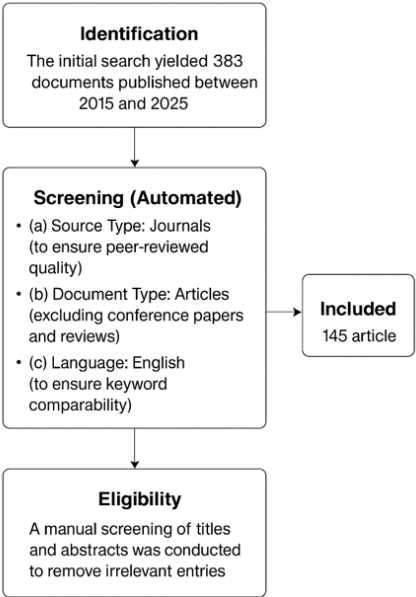 Identification
The initial search yielded 383
documents published between
2015 and 2025
Screening (Automated)
• (a) Source Type: Journals
(to ensure peer-reviewed
quality)
• (b) Document Type: Articles
(excluding conference papers
and reviews)
• (c) Language: English
(to ensure keyword
comparability)
Included
145 article
Eligibility
A manual screening of titles
and abstracts was conducted
to remove irrelevant entries